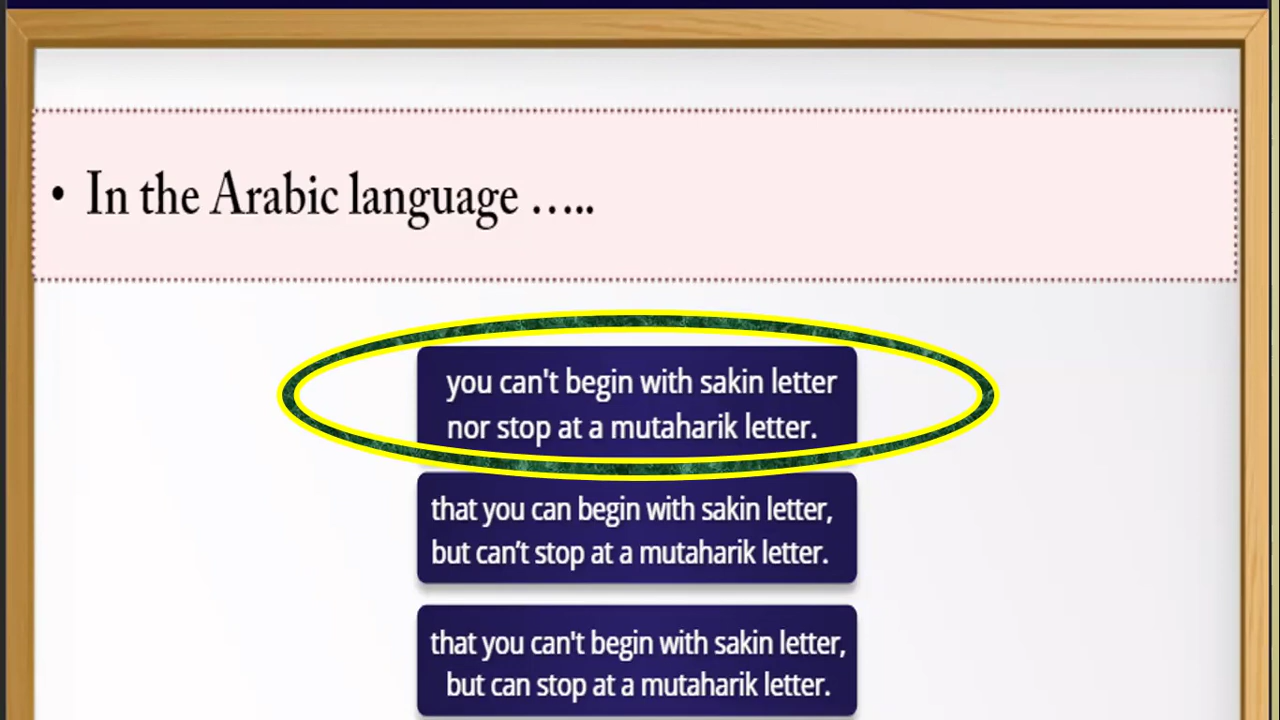 • In the Arabic language …..
you can't begin with sakin letter
nor stop at a mutaharik letter.
that you can begin with sakin letter,
but can’t stop at a mutaharik letter.
that you can't begin with sakin letter,
but can stop at a mutaharik letter.